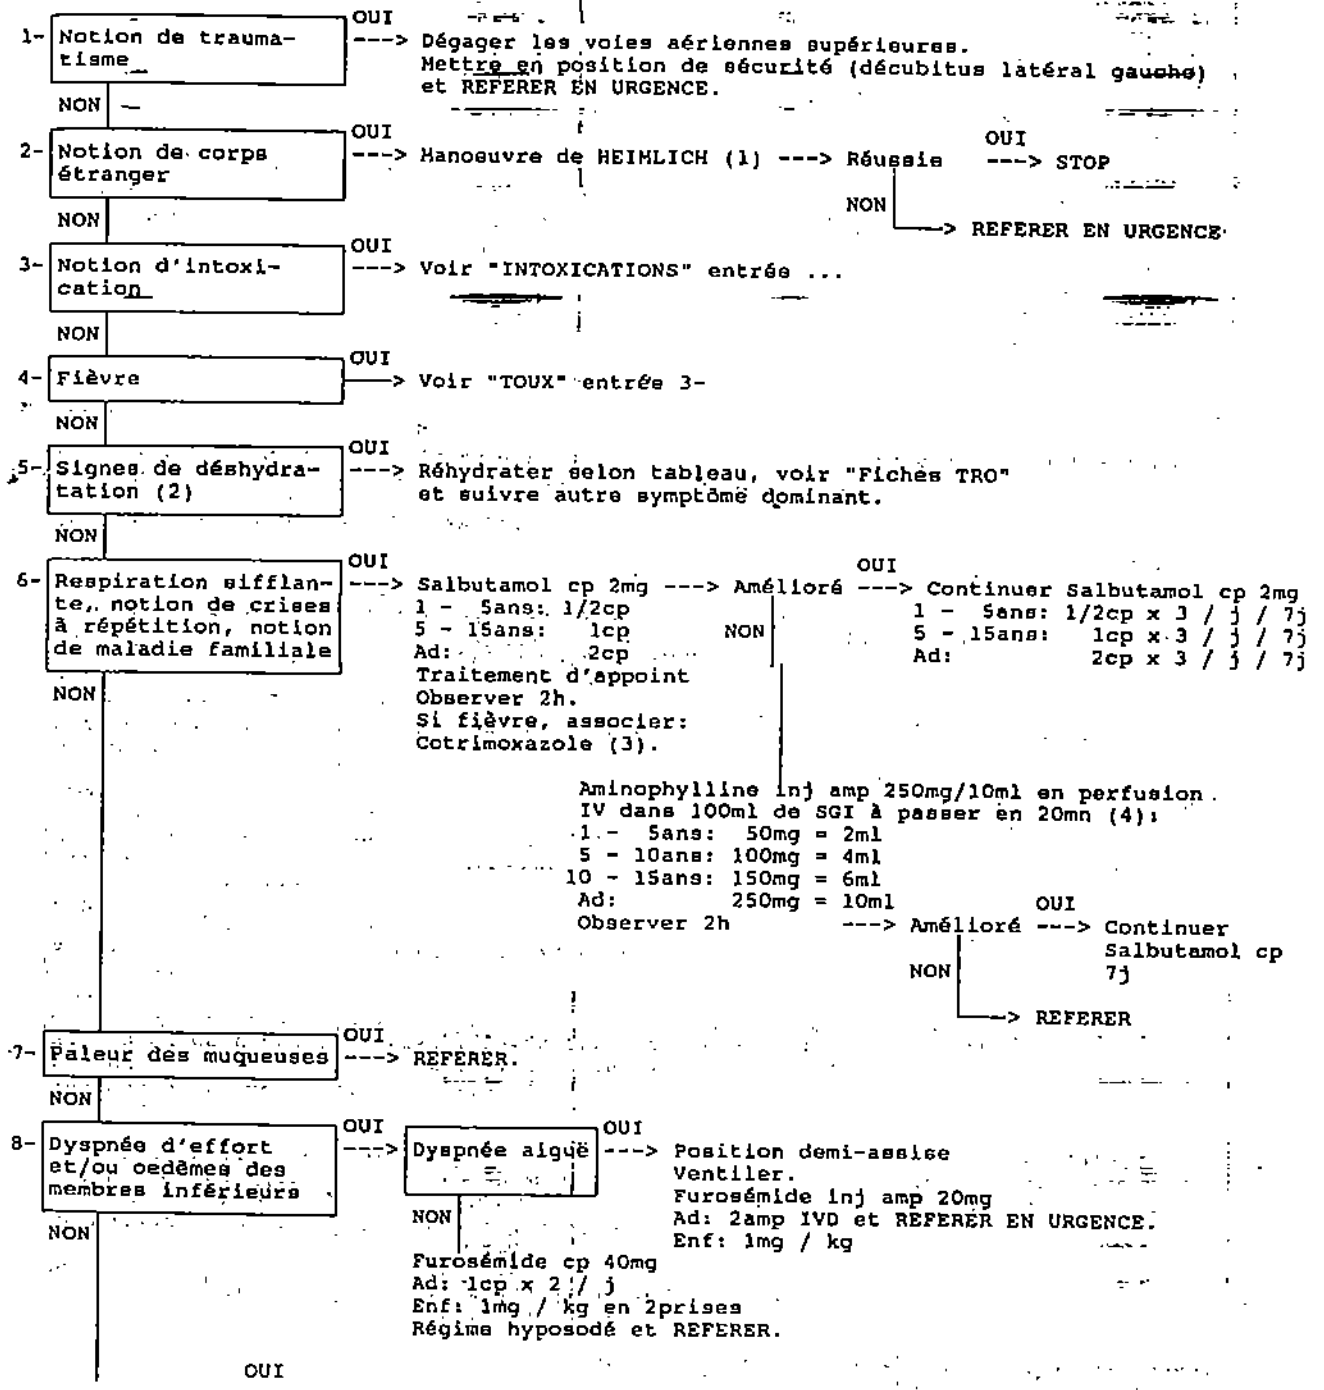 OUI
1- Notion de trauma- ---> Dégager les voies aériennes supérieures.
tisme Mettre en position de sécurité (décubitus latéral gauche)
et REFERER EN URGENCE.
NON
OUI OUI
2- Notion de corps ---> Manoeuvre de HEIMLICH (1) ---> Réussie ---> STOP
étranger
NON NON
---> REFERER EN URGENCE
OUI
3- Notion d'intoxi- ---> Voir "INTOXICATIONS" entrée ...
cation
NON
OUI
4- Fièvre ---> Voir "TOUX" entrée 3-
NON
OUI
5- Signes de déshydra- ---> Réhydrater selon tableau, voir "Fiches TRO"
tation (2) et suivre autre symptôme dominant.
NON
OUI OUI
6- Respiration sifflan- ---> Salbutamol cp 2mg ---> Amélioré ---> Continuer Salbutamol cp 2mg
te, notion de crises 1 - 5ans: 1/2cp 1 - 5ans: 1/2cp x 3 / j / 7j
à répétition, notion 5 - 15ans: 1cp NON 5 - 15ans: 1cp x 3 / j / 7j
de maladie familiale Ad: 2cp Ad: 2cp x 3 / j / 7j
Traitement d'appoint
NON Observer 2h.
Si fièvre, associer:
Cotrimoxazole (3).
Aminophylline inj amp 250mg/10ml en perfusion
IV dans 100ml de SGI à passer en 20mn (4):
1 - 5ans: 50mg = 2ml
5 - 10ans: 100mg = 4ml
10 - 15ans: 150mg = 6ml
Ad: 250mg = 10ml OUI
Observer 2h ---> Amélioré ---> Continuer
Salbutamol cp
NON 7j
---> REFERER
OUI
7- Paleur des muqueuses ---> REFERER.
NON
OUI OUI
8- Dyspnée d'effort ---> Dyspnée aiguë ---> Position demi-assise
et/ou oedèmes des Ventiler.
membres inférieurs Furosémide inj amp 20mg
NON NON Ad: 2amp IVD et REFERER EN URGENCE.
Enf: 1mg / kg
Furosémide cp 40mg
Ad: 1cp x 2 / j
Enf: 1mg / kg en 2prises
Régime hyposodé et REFERER.
OUI